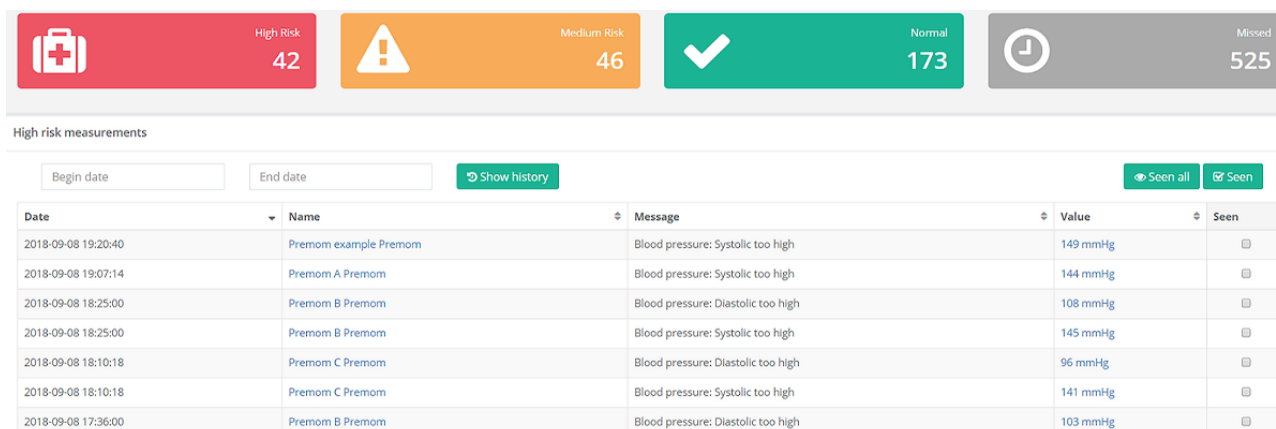 High Risk
42
Medium Risk
46
Normal
173
Missed
525
High risk measurements
Begin date End date Show history Seen all Seen
Date Name Message Value Seen
2018-09-08 19:20:40 Premom example Premom Blood pressure: Systolic too high 149 mmHg
2018-09-08 19:07:14 Premom A Premom Blood pressure: Systolic too high 144 mmHg
2018-09-08 18:25:00 Premom B Premom Blood pressure: Diastolic too high 108 mmHg
2018-09-08 18:25:00 Premom B Premom Blood pressure: Systolic too high 145 mmHg
2018-09-08 18:10:18 Premom C Premom Blood pressure: Diastolic too high 96 mmHg
2018-09-08 18:10:18 Premom C Premom Blood pressure: Systolic too high 141 mmHg
2018-09-08 17:36:00 Premom B Premom Blood pressure: Diastolic too high 103 mmHg